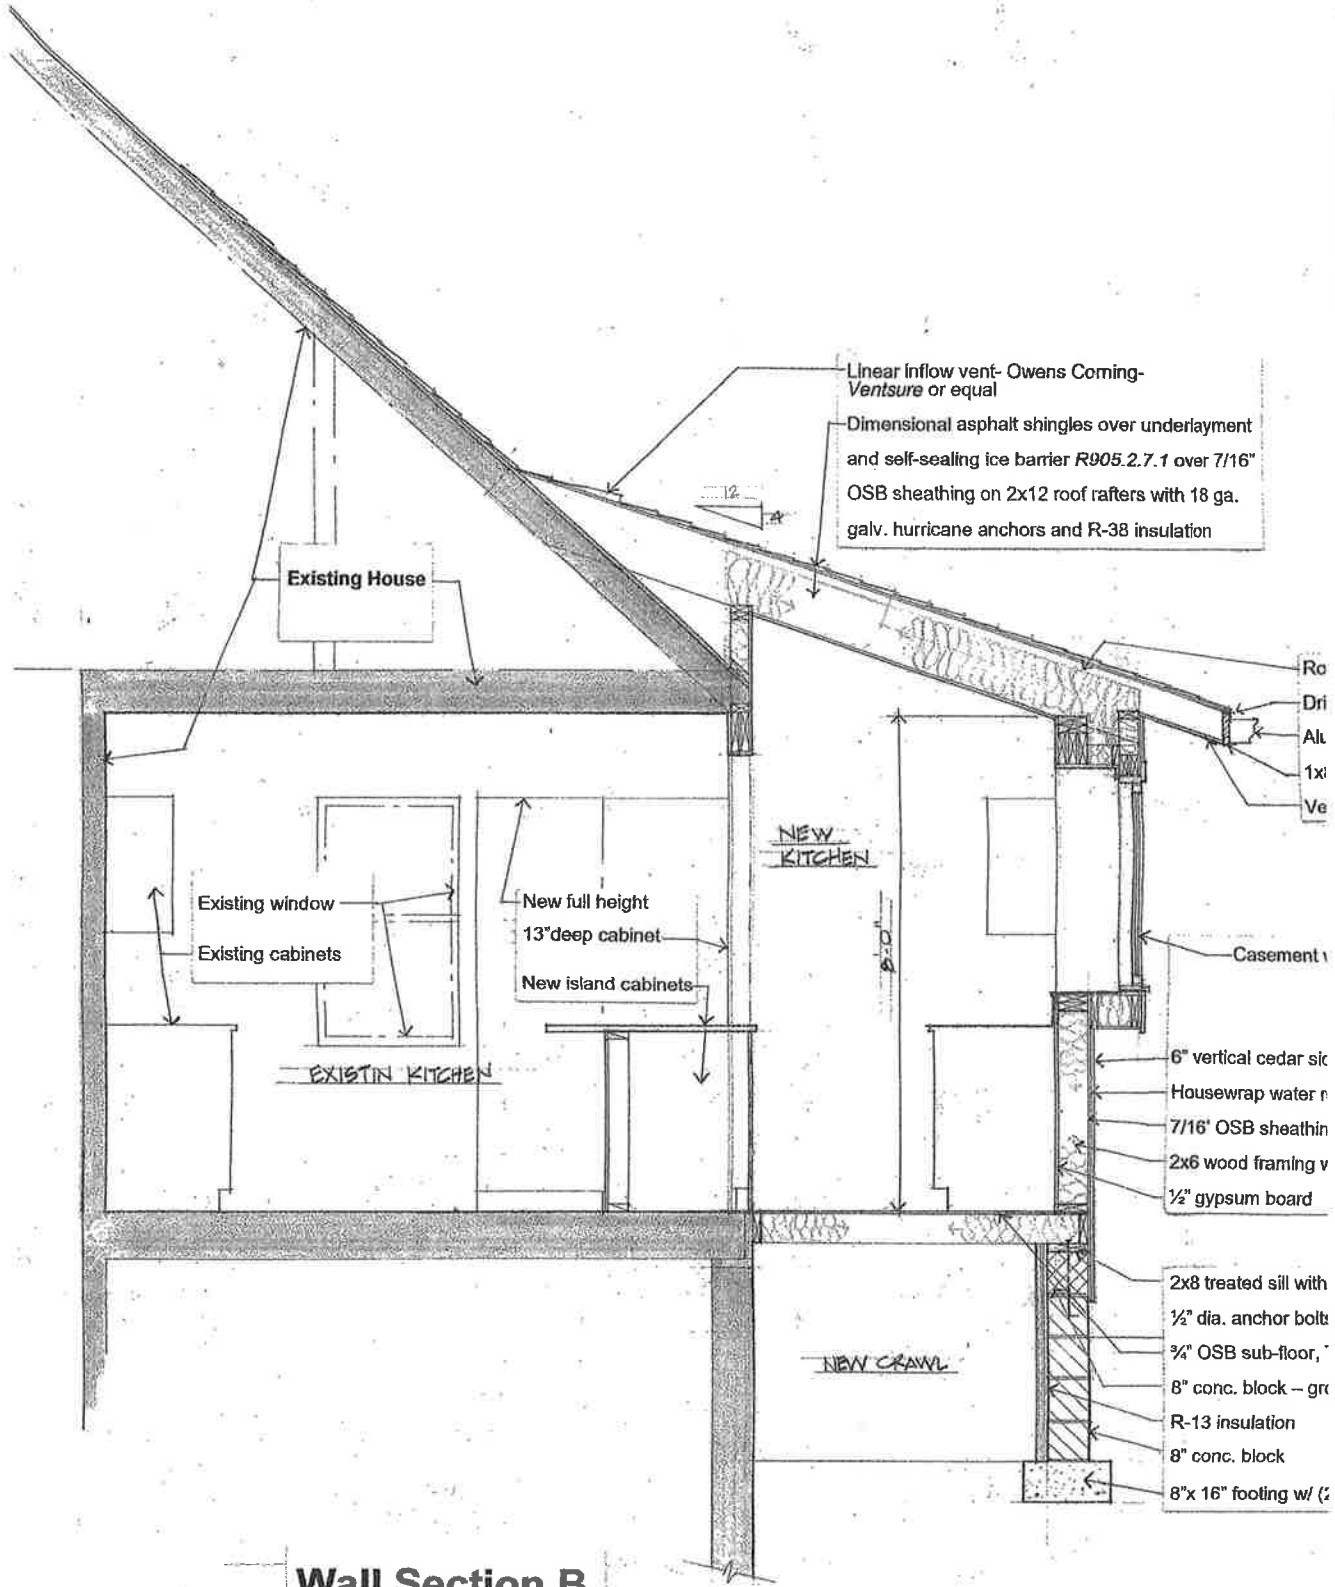 Linear inflow vent- Owens Corning-
Ventsure or equal
Dimensional asphalt shingles over underlayment
and self-sealing ice barrier R905.2.7.1 over 7/16"
OSB sheathing on 2x12 roof rafters with 18 ga.
galv. hurricane anchors and R-38 insulation
12
4
Existing House
Ro
Dri
Alu
1x
Ve
NEW
KITCHEN
Existing window
Existing cabinets
New full height
13"deep cabinet
New island cabinets
8'-0"
Casement
EXISTIN KITCHEN
6" vertical cedar sid
Housewrap water
7/16' OSB sheathin
2x6 wood framing w
½" gypsum board
2x8 treated sill with
½" dia. anchor bolts
¾" OSB sub-floor,
8" conc. block – gro
R-13 insulation
8" conc. block
8"x 16" footing w/ (2
NEW CRAWL
Wall Section B